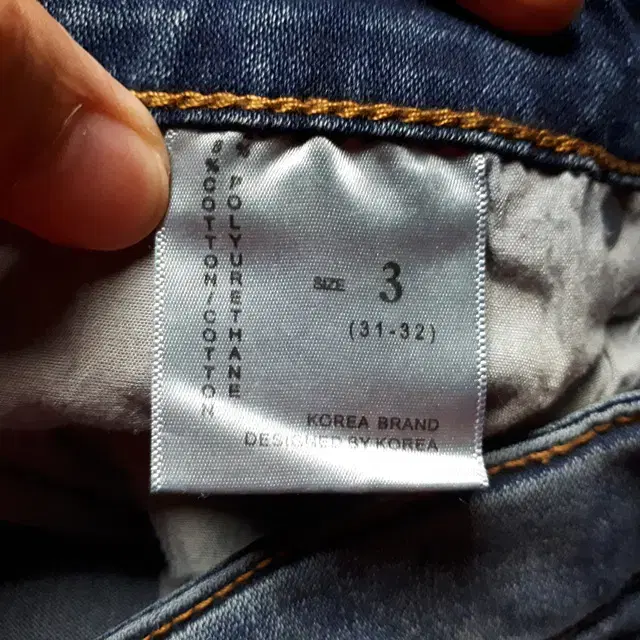 SIZE 3
(31-32)
KOREA BRAND
DESIGNED BY KOREA
COTTON/COTTON
POLYURETHANE